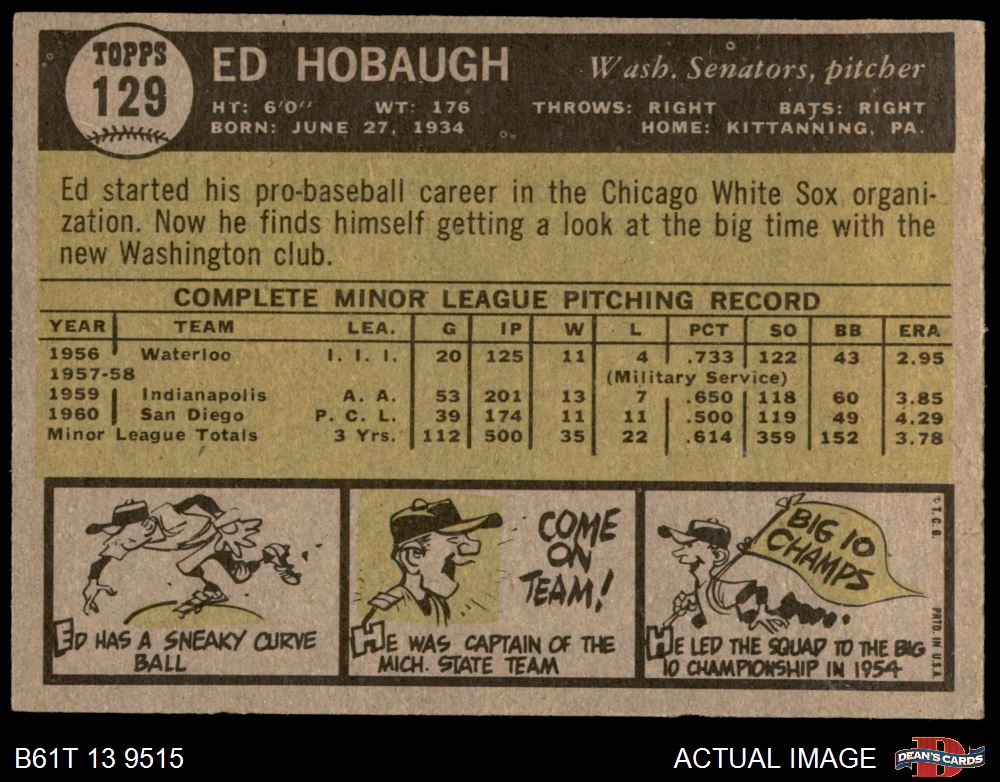 TOPPS
129
ED HOBAUGH
Wash. Senators, pitcher
HT: 6'0" WT: 176 THROWS: RIGHT BATS: RIGHT
BORN: JUNE 27, 1934 HOME: KITTANNING, PA.
Ed started his pro-baseball career in the Chicago White Sox organi-
zation. Now he finds himself getting a look at the big time with the
new Washington club.
COMPLETE MINOR LEAGUE PITCHING RECORD
YEAR TEAM LEA. G IP W L PCT SO BB ERA
1956 Waterloo I. I. I. 20 125 11 4 .733 122 43 2.95
1957-58 (Military Service)
1959 Indianapolis A. A. 53 201 13 7 .650 118 60 3.85
1960 San Diego P. C. L. 39 174 11 11 .500 119 49 4.29
Minor League Totals 3 Yrs. 112 500 35 22 .614 359 152 3.78
ED HAS A SNEAKY CURVE
BALL
COME
ON
TEAM!
HE WAS CAPTAIN OF THE
MICH. STATE TEAM
BIG 10
CHAMPS
HE LED THE SQUAD TO THE BIG
10 CHAMPIONSHIP IN 1954
© T. C. G.
PRTD. IN U.S.A.
B61T 13 9515
ACTUAL IMAGE
D
DEAN'S CARDS